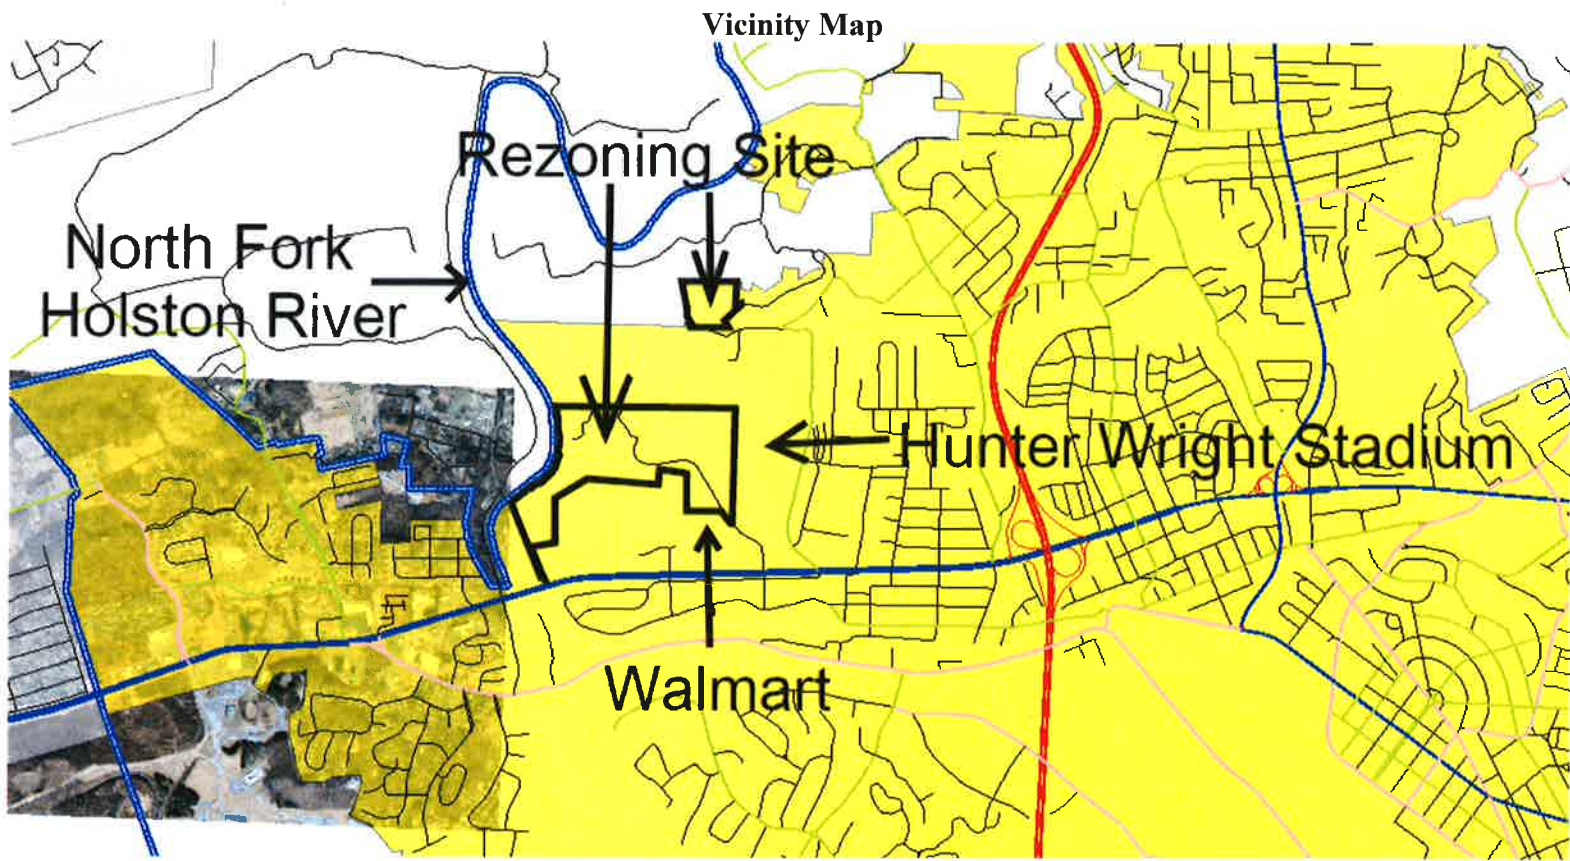 Vicinity Map
Rezoning Site
North Fork
Holston River
Hunter Wright Stadium
Walmart